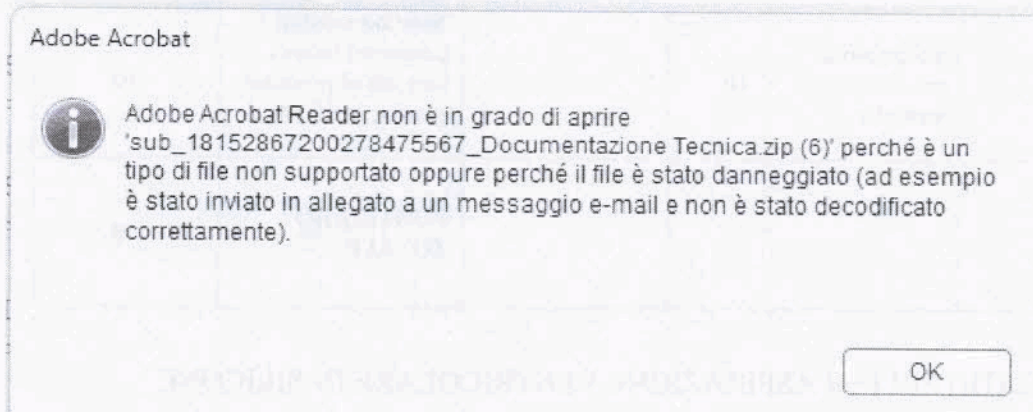 Adobe Acrobat
Adobe Acrobat Reader non è in grado di aprire
'sub_18152867200278475567_Documentazione Tecnica.zip (6)' perché è un
tipo di file non supportato oppure perché il file è stato danneggiato (ad esempio
è stato inviato in allegato a un messaggio e-mail e non è stato decodificato
correttamente).
OK